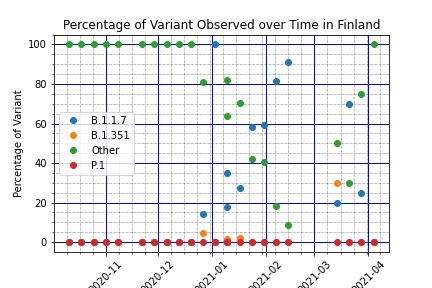 Percentage of Variant Observed over Time in Finland
Percentage of Variant
100
80
60
40
20
0
B.1.1.7
B.1.351
Other
P.1
2020-11
2020-12
2021-01
2021-02
2021-03
2021-04